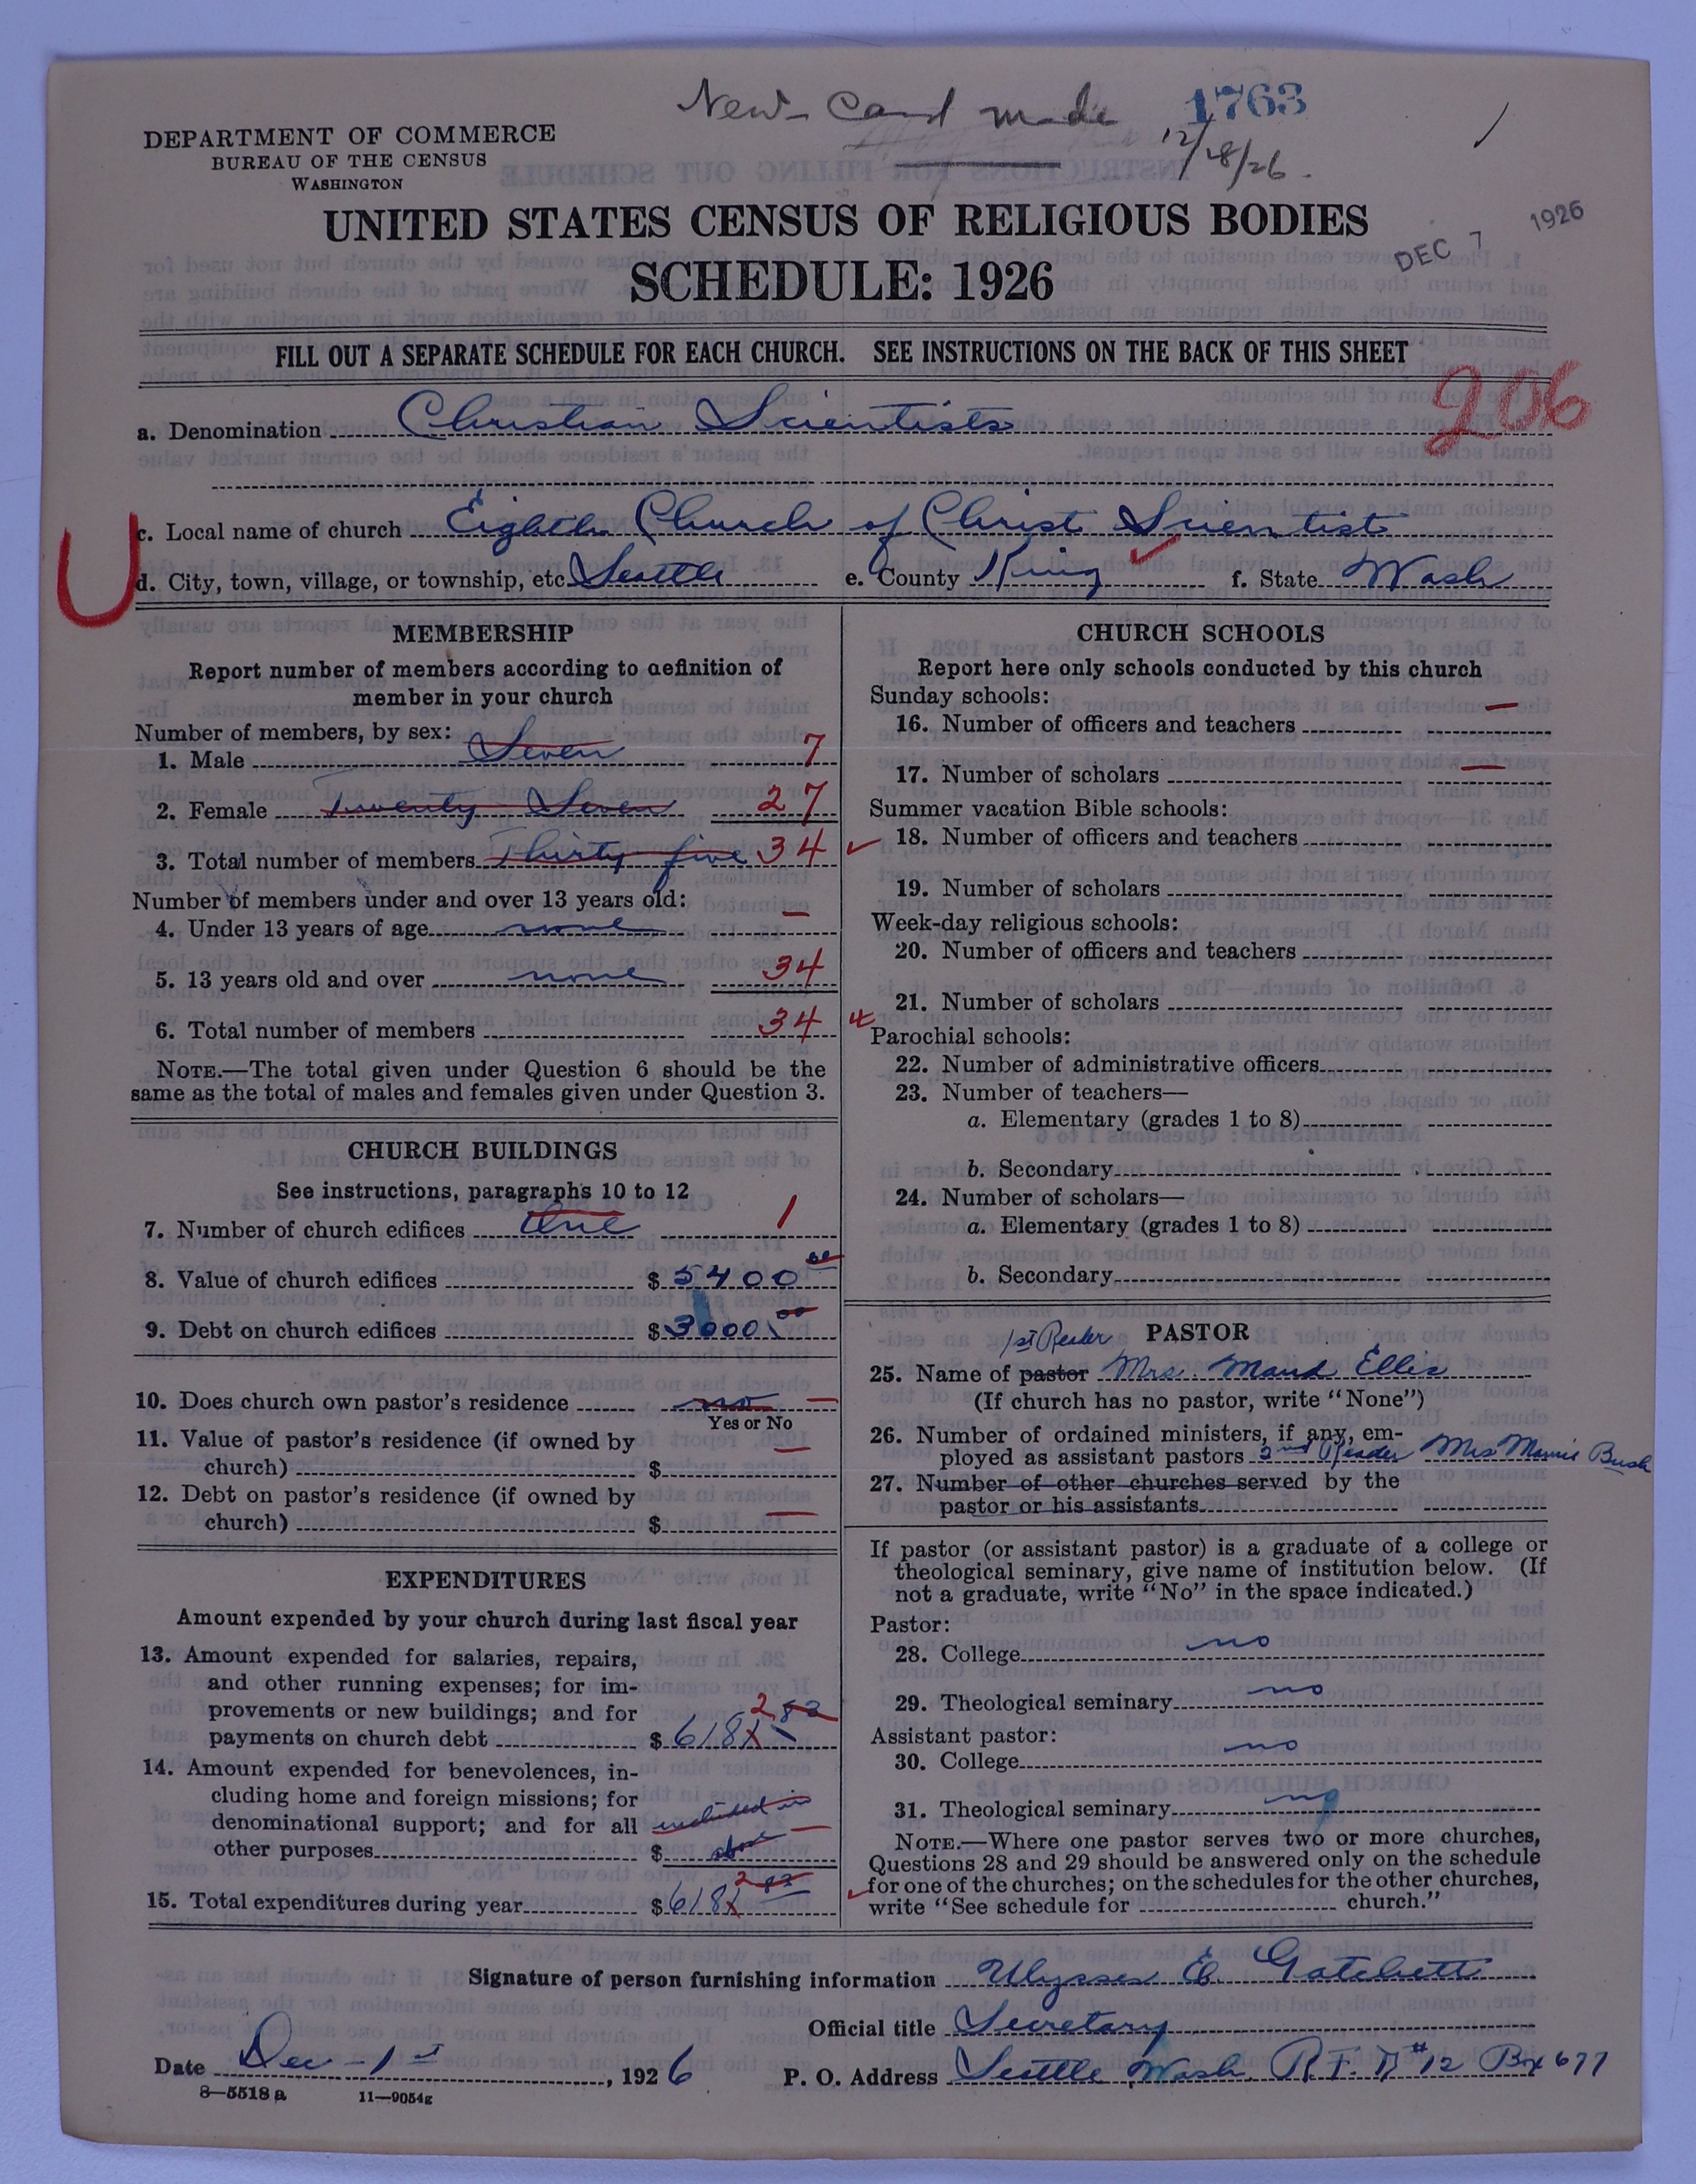 New Card made 1763
12/18/26.
DEPARTMENT OF COMMERCE
BUREAU OF THE CENSUS
WASHINGTON
UNITED STATES CENSUS OF RELIGIOUS BODIES
SCHEDULE: 1926
DEC 7 1926
FILL OUT A SEPARATE SCHEDULE FOR EACH CHURCH. SEE INSTRUCTIONS ON THE BACK OF THIS SHEET
206
a. Denomination Christian Scientists
c. Local name of church Eighth Church of Christ Scientist
U
d. City, town, village, or township, etc. Seattle e. County King f. State Wash
MEMBERSHIP
Report number of members according to definition of
member in your church
Number of members, by sex:
1. Male Seven 7
2. Female Twenty Seven 27
3. Total number of members Thirty five 34
Number of members under and over 13 years old:
4. Under 13 years of age none —
5. 13 years old and over none 34
6. Total number of members 34
NOTE.—The total given under Question 6 should be the
same as the total of males and females given under Question 3.
CHURCH BUILDINGS
See instructions, paragraphs 10 to 12
7. Number of church edifices One 1
8. Value of church edifices $ 5400 00
9. Debt on church edifices $ 3000 00
10. Does church own pastor's residence no —
Yes or No
11. Value of pastor's residence (if owned by
church) $ —
12. Debt on pastor's residence (if owned by
church) $ —
EXPENDITURES
Amount expended by your church during last fiscal year
13. Amount expended for salaries, repairs,
and other running expenses; for im-
provements or new buildings; and for
payments on church debt $ 6181 2 82
14. Amount expended for benevolences, in-
cluding home and foreign missions; for
denominational support; and for all included in
other purposes $ above —
15. Total expenditures during year $ 6181 2 82
CHURCH SCHOOLS
Report here only schools conducted by this church
Sunday schools:
16. Number of officers and teachers —
17. Number of scholars —
Summer vacation Bible schools:
18. Number of officers and teachers
19. Number of scholars
Week-day religious schools:
20. Number of officers and teachers
21. Number of scholars
Parochial schools:
22. Number of administrative officers
23. Number of teachers—
a. Elementary (grades 1 to 8)
b. Secondary
24. Number of scholars—
a. Elementary (grades 1 to 8)
b. Secondary
1st Reader PASTOR
25. Name of pastor Mrs. Maud Ellis
(If church has no pastor, write "None")
26. Number of ordained ministers, if any, em-
ployed as assistant pastors 2nd Reader Mrs Bush
27. Number of other churches served by the
pastor or his assistants
If pastor (or assistant pastor) is a graduate of a college or
theological seminary, give name of institution below. (If
not a graduate, write "No" in the space indicated.)
Pastor:
28. College no
29. Theological seminary no
Assistant pastor:
30. College no
31. Theological seminary no
NOTE.—Where one pastor serves two or more churches,
Questions 28 and 29 should be answered only on the schedule
for one of the churches; on the schedules for the other churches,
write "See schedule for church."
Signature of person furnishing information Ulysses E. Gatchett
Official title Secretary
Date Dec - 1st, 1926 P. O. Address Seattle Wash. R.F.D #12 Bx 677
8—5518 a 11—9054g